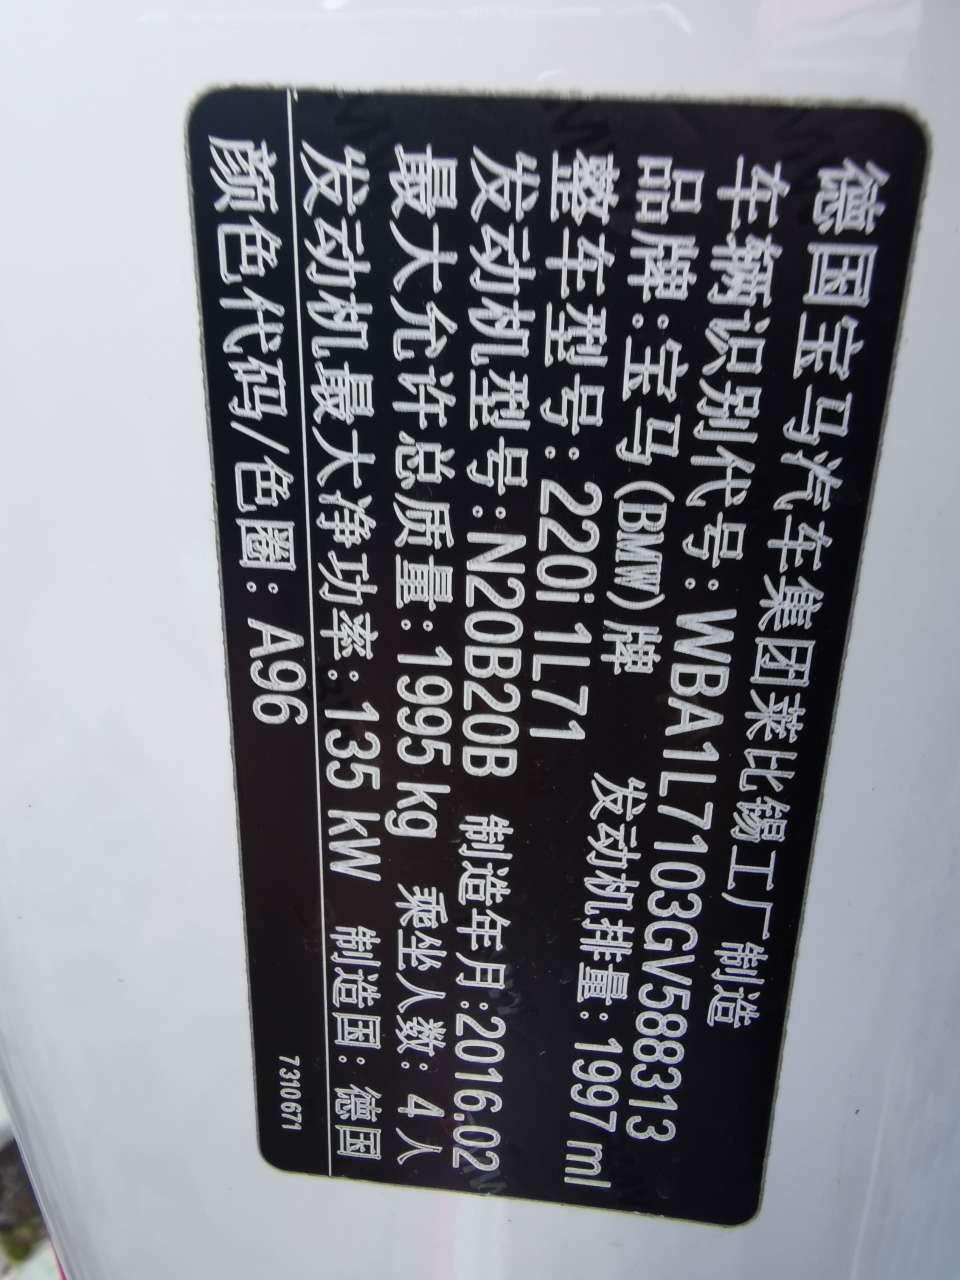 德国宝马汽车集团莱比锡工厂制造
车辆识别代号: WBA1L7103GV588313
品牌:宝马(BMW)牌 发动机排量: 1997 ml
整车型号: 220i 1L71
发动机型号:N20B20B 制造年月:2016.02
最大允许总质量: 1995 kg 乘坐人数: 4 人
发动机最大净功率: 135 kW 制造国: 德国
颜色代码/色圈: A96 7310671